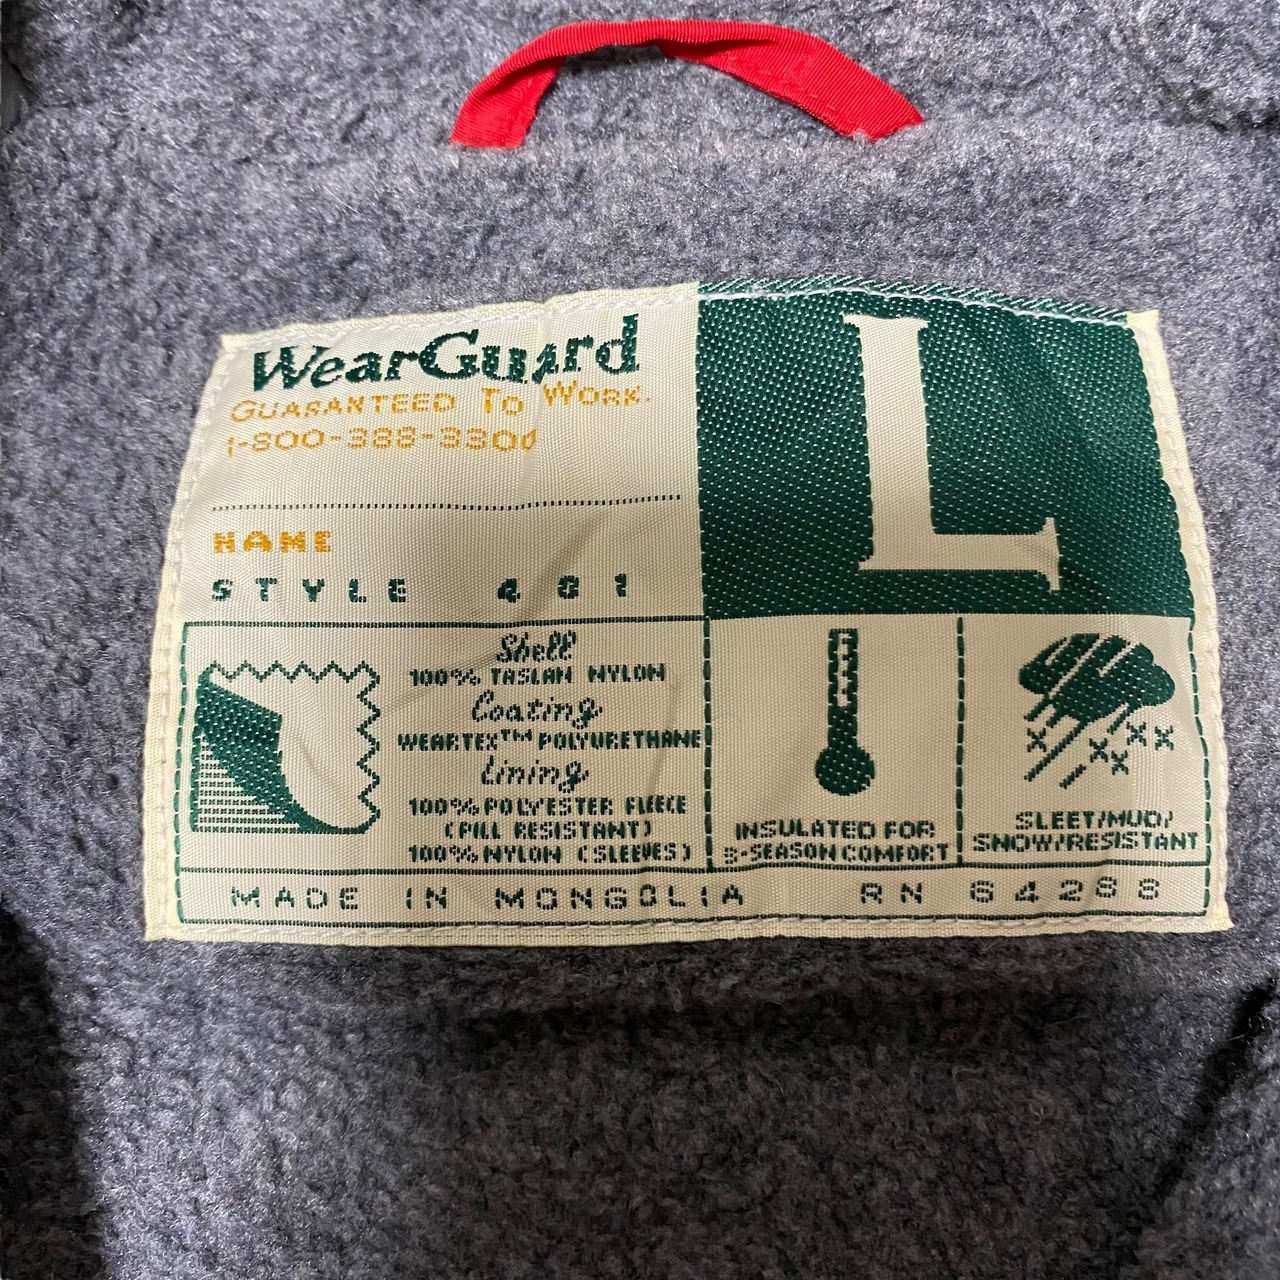 WearGuard
GUARANTEED TO WORK.
1-800-388-3300
L
NAME
STYLE 461
Shell
100% TASLAN NYLON
Coating
WEARTEX™ POLYURETHANE
Lining
100% POLYESTER FLEECE
(PILL RESISTANT)
100% NYLON (SLEEVES)
INSULATED FOR
3-SEASON COMFORT
SLEET/MUD/
SNOW/RESISTANT
MADE IN MONGOLIA RN 64288